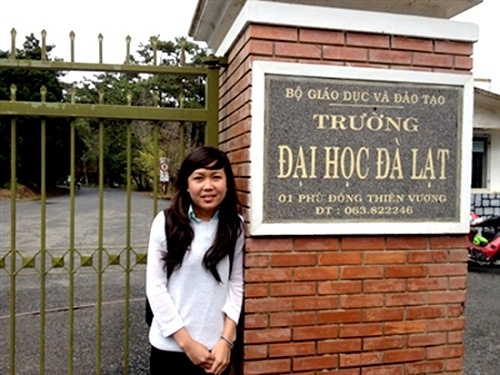 BỘ GIÁO DỤC VÀ ĐÀO TẠO
TRƯỜNG
ĐẠI HỌC ĐÀ LẠT
01 PHÙ ĐỔNG THIÊN VƯƠNG
ĐT : 063.822246